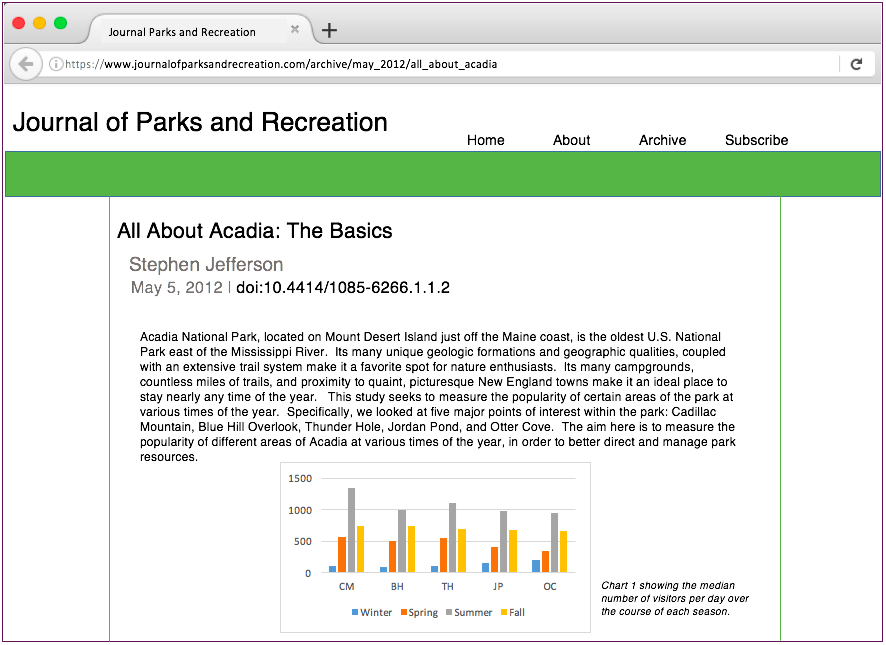 Journal Parks and Recreation
https://www.journalofparksandrecreation.com/archive/may_2012/all_about_acadia
Journal of Parks and Recreation
Home About Archive Subscribe
All About Acadia: The Basics
Stephen Jefferson
May 5, 2012 | doi:10.4414/1085-6266.1.1.2
Acadia National Park, located on Mount Desert Island just off the Maine coast, is the oldest U.S. National
Park east of the Mississippi River. Its many unique geologic formations and geographic qualities, coupled
with an extensive trail system make it a favorite spot for nature enthusiasts. Its many campgrounds,
countless miles of trails, and proximity to quaint, picturesque New England towns make it an ideal place to
stay nearly any time of the year. This study seeks to measure the popularity of certain areas of the park at
various times of the year. Specifically, we looked at five major points of interest within the park: Cadillac
Mountain, Blue Hill Overlook, Thunder Hole, Jordan Pond, and Otter Cove. The aim here is to measure the
popularity of different areas of Acadia at various times of the year, in order to better direct and manage park
resources.
1500
1000
500
0
CM BH TH JP OC
Winter Spring Summer Fall
Chart 1 showing the median
number of visitors per day over
the course of each season.